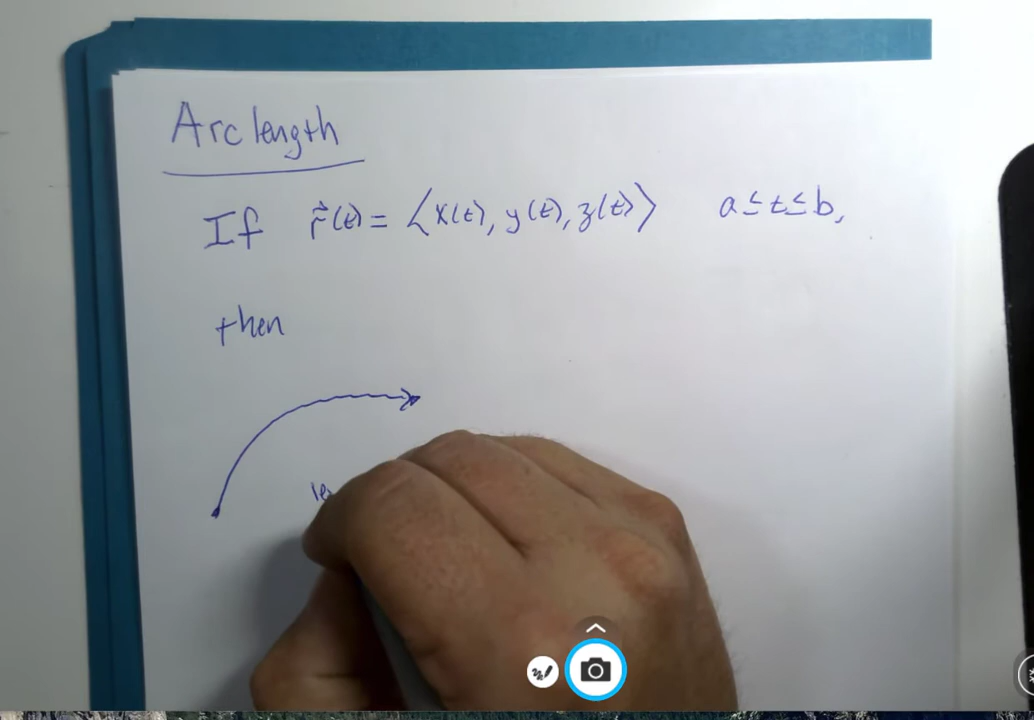 Arc length
If r⃗(t) = ⟨x(t), y(t), z(t)⟩ a≤t≤b,
then